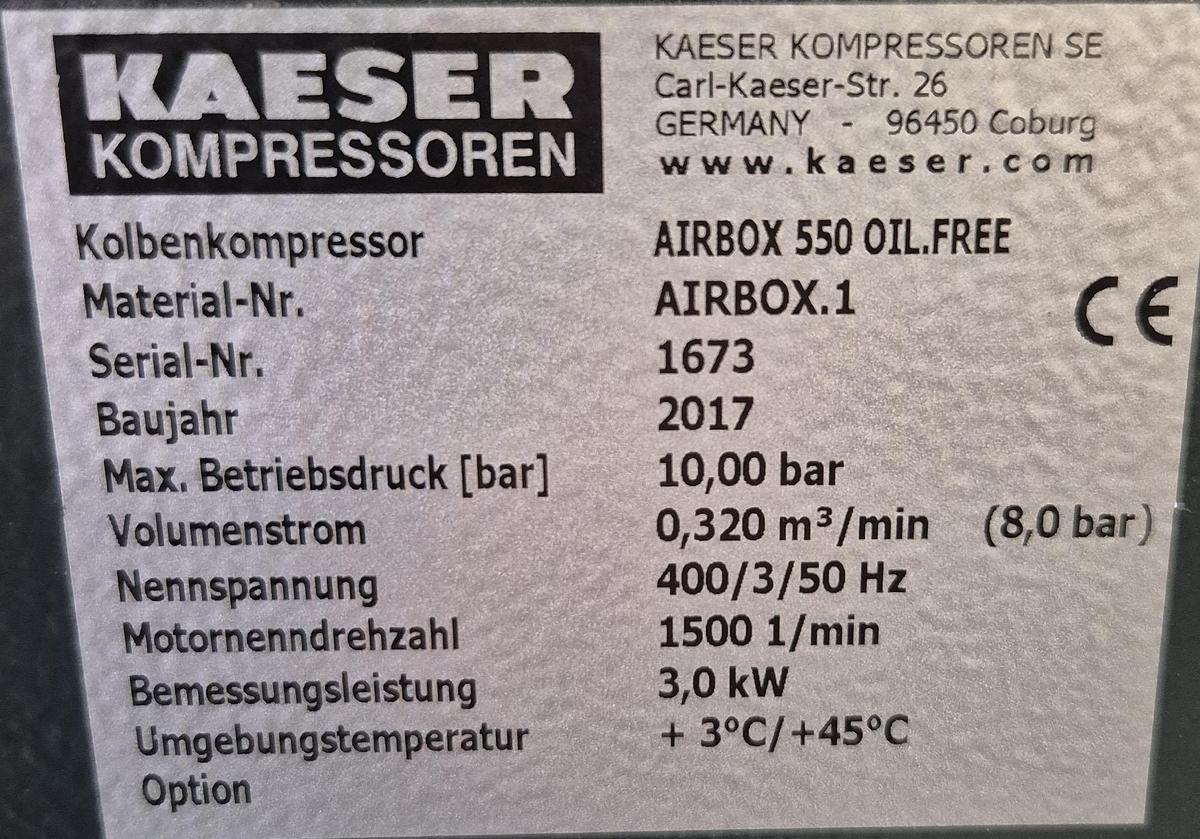 KAESER
KOMPRESSOREN
KAESER KOMPRESSOREN SE
Carl-Kaeser-Str. 26
GERMANY - 96450 Coburg
www.kaeser.com
Kolbenkompressor AIRBOX 550 OIL.FREE
Material-Nr. AIRBOX.1
CE
Serial-Nr. 1673
Baujahr 2017
Max. Betriebsdruck [bar] 10,00 bar
Volumenstrom 0,320 m³/min (8,0 bar)
Nennspannung 400/3/50 Hz
Motornenndrehzahl 1500 1/min
Bemessungsleistung 3,0 kW
Umgebungstemperatur + 3°C/+45°C
Option